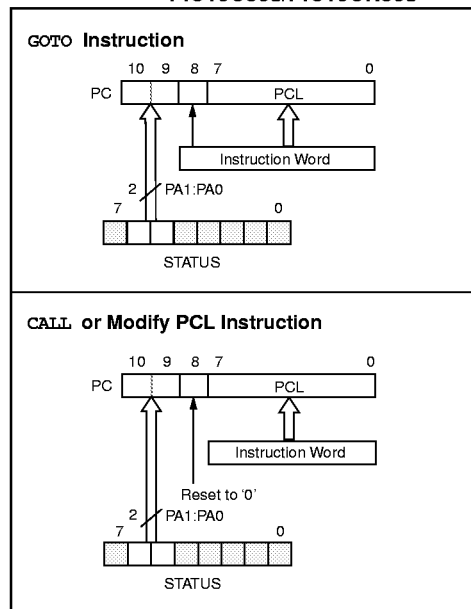 GOTO Instruction
10 9 8 7 0
PC PCL
Instruction Word
2 PA1:PA0
7 0
STATUS
CALL or Modify PCL Instruction
10 9 8 7 0
PC PCL
Instruction Word
Reset to ‘0’
2 PA1:PA0
7 0
STATUS